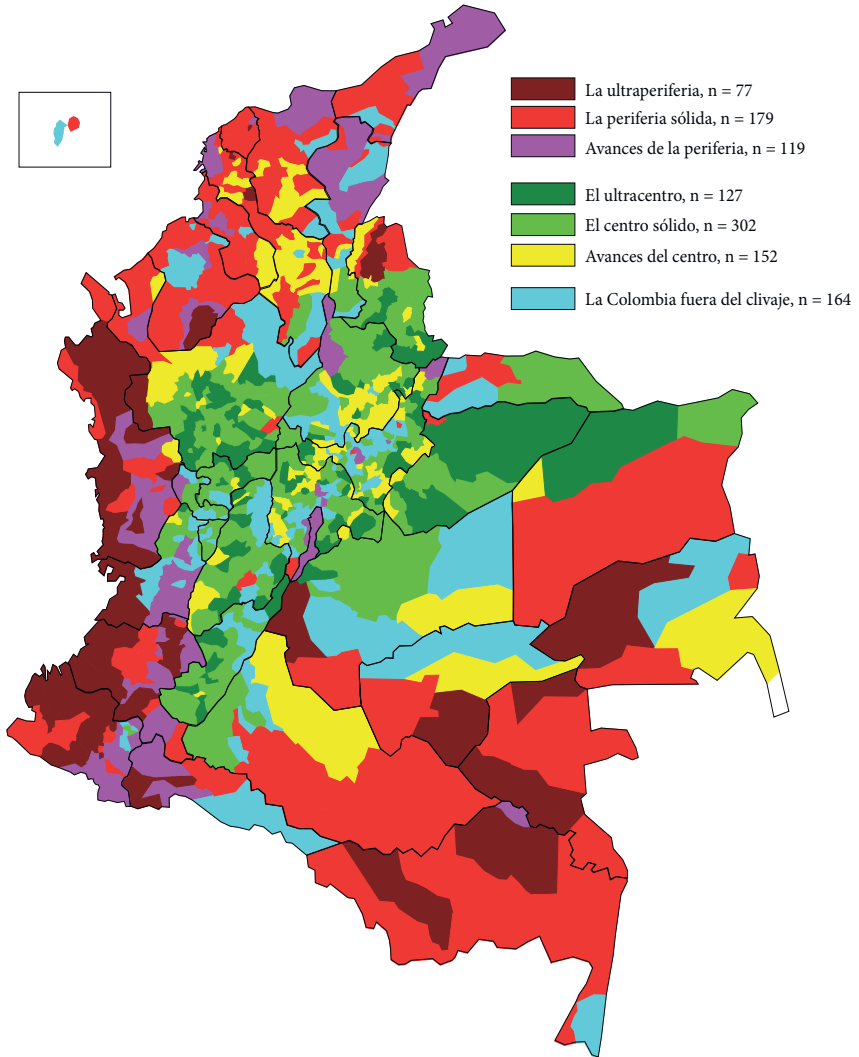 La ultraperiferia, n = 77
La periferia sólida, n = 179
Avances de la periferia, n = 119
El ultracentro, n = 127
El centro sólido, n = 302
Avances del centro, n = 152
La Colombia fuera del clivaje, n = 164